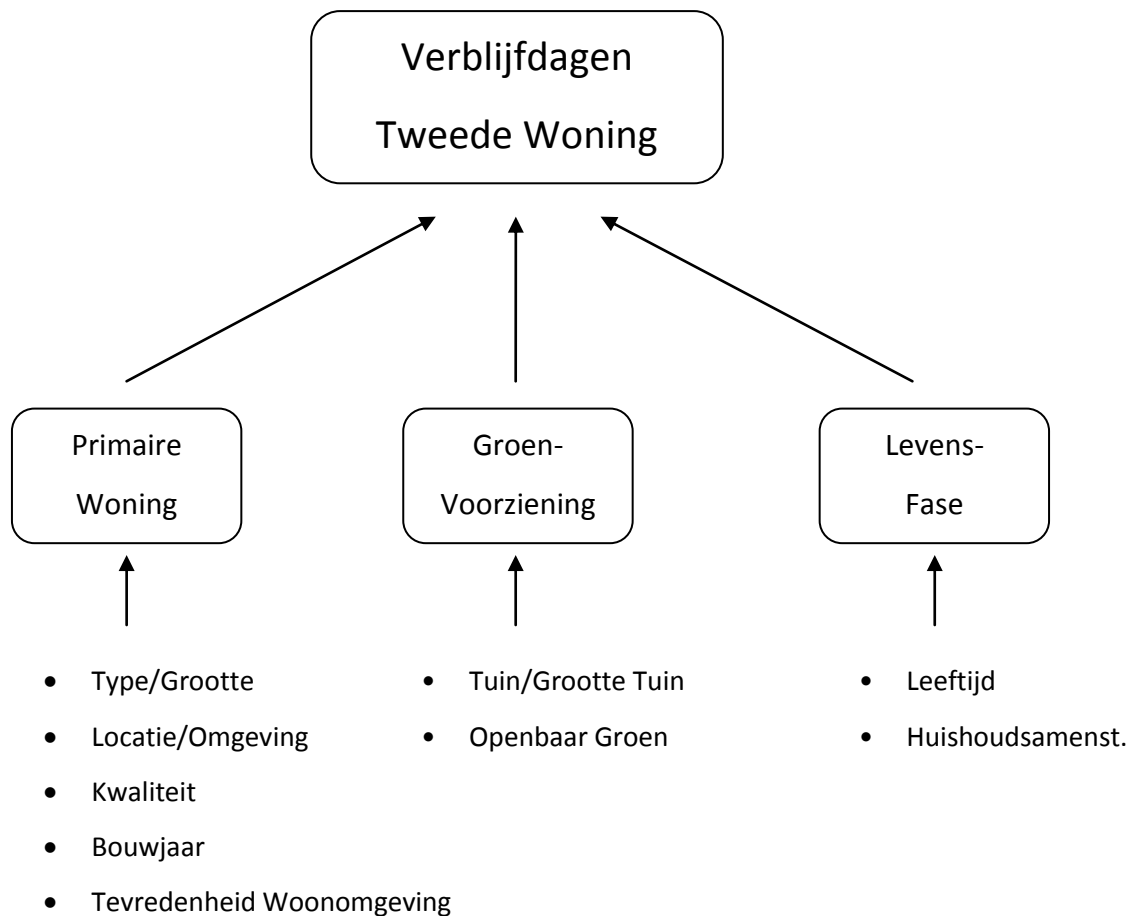 Verblijfdagen
Tweede Woning
Primaire
Woning
Groen-
Voorziening
Levens-
Fase
• Type/Grootte
• Locatie/Omgeving
• Kwaliteit
• Bouwjaar
• Tevredenheid Woonomgeving
• Tuin/Grootte Tuin
• Openbaar Groen
• Leeftijd
• Huishoudsamenst.